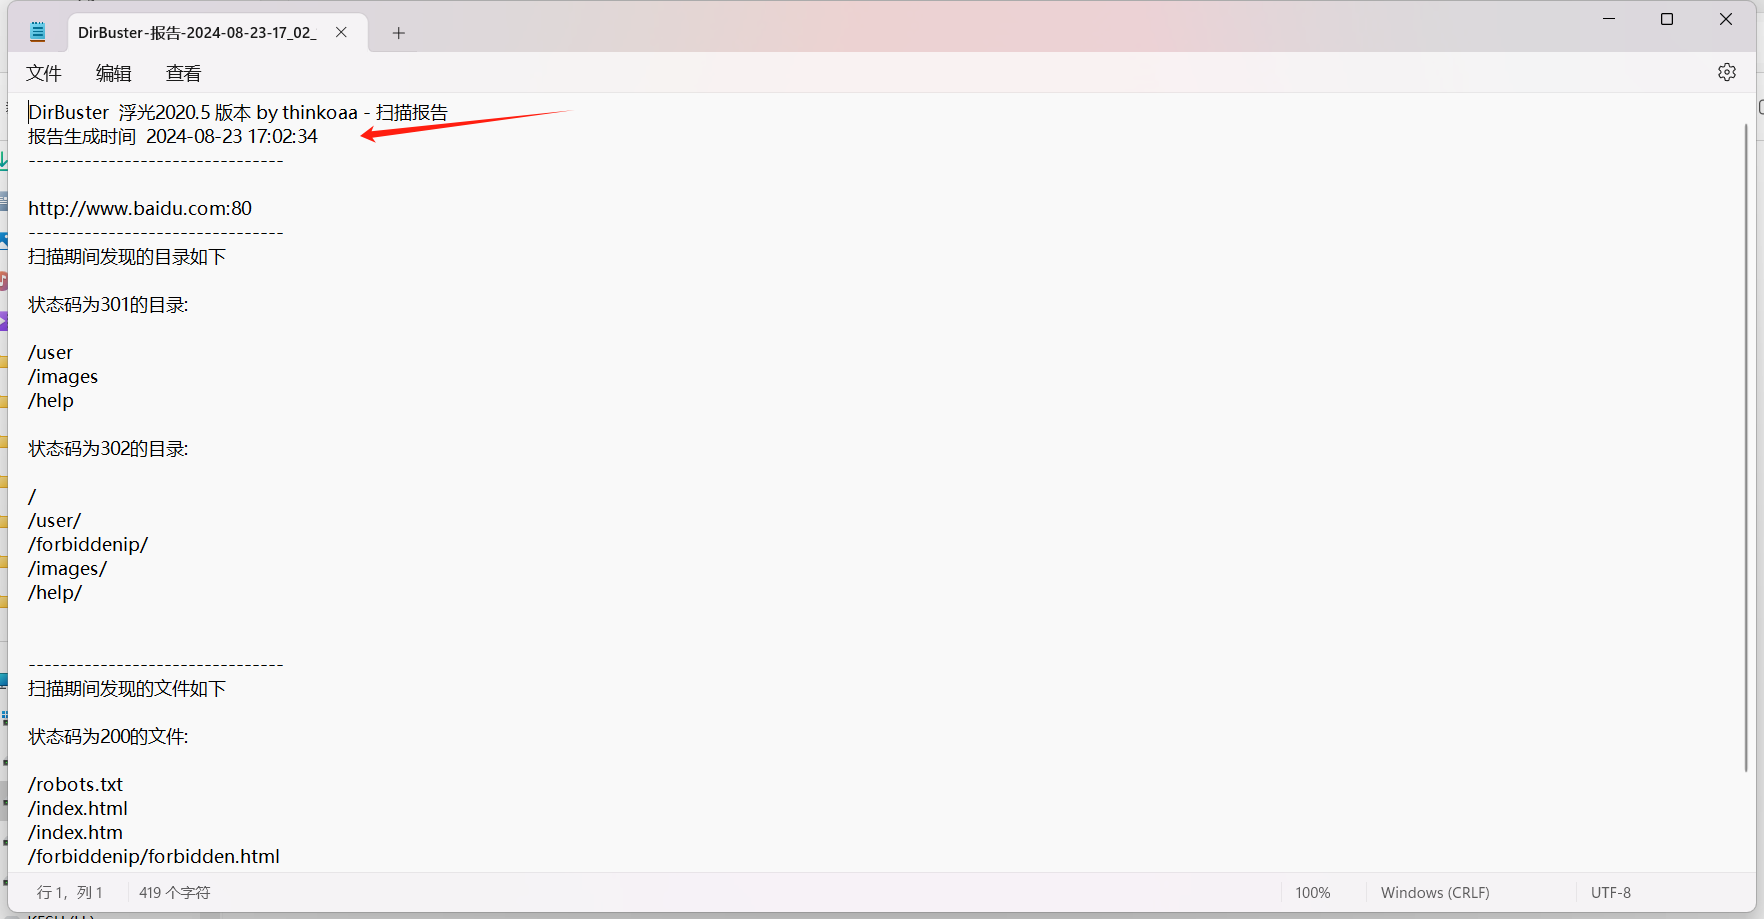 DirBuster-报告-2024-08-23-17_02_
文件 编辑 查看
DirBuster 浮光2020.5 版本 by thinkoaa - 扫描报告
报告生成时间 2024-08-23 17:02:34
--------------------------------
http://www.baidu.com:80
--------------------------------
扫描期间发现的目录如下
状态码为301的目录:
/user
/images
/help
状态码为302的目录:
/
/user/
/forbiddenip/
/images/
/help/
--------------------------------
扫描期间发现的文件如下
状态码为200的文件:
/robots.txt
/index.html
/index.htm
/forbiddenip/forbidden.html
行 1，列 1 419 个字符 100% Windows (CRLF) UTF-8